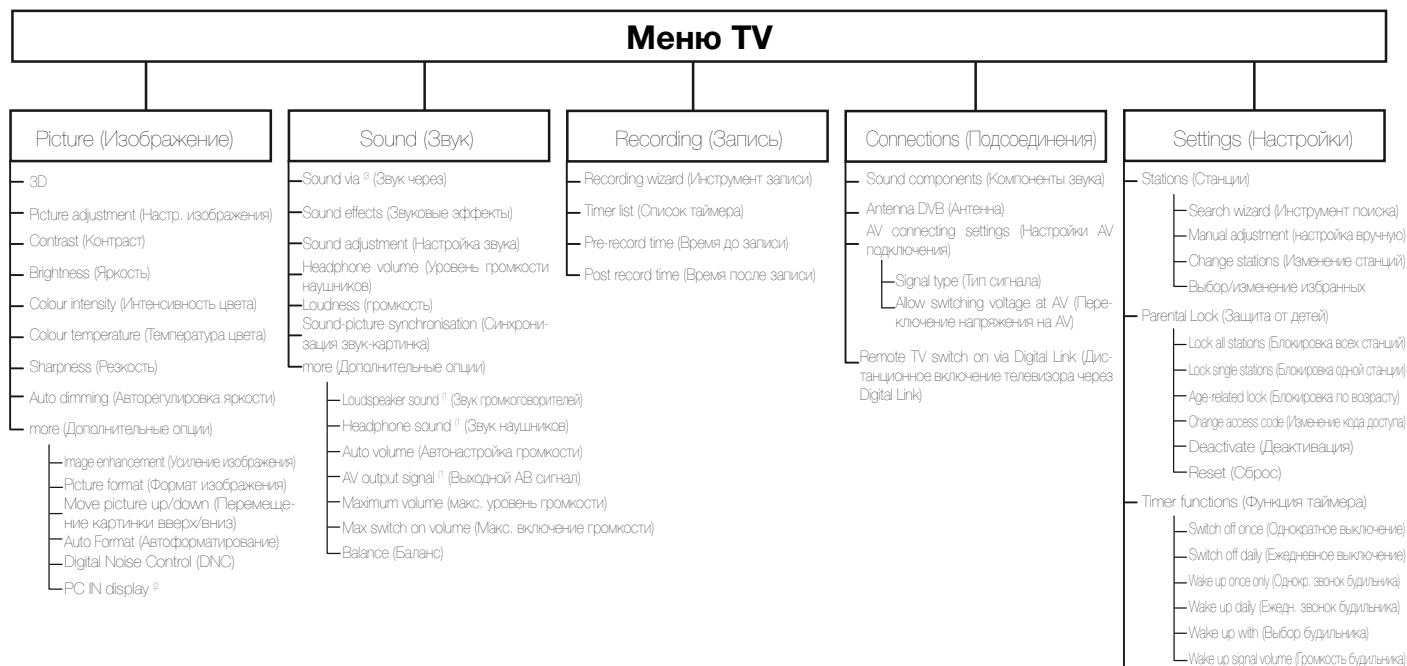 Меню TV
Picture (Изображение)
3D
Picture adjustment (Настр. изображения)
Contrast (Контраст)
Brightness (Яркость)
Colour intensity (Интенсивность цвета)
Colour temperature (Температура цвета)
Sharpness (Резкость)
Auto dimming (Авторегулировка яркости)
more (Дополнительные опции)
Image enhancement (Усиление изображения)
Picture format (Формат изображения)
Move picture up/down (Перемеще-
ние картинки вверх/вниз)
Auto Format (Автоформатирование)
Digital Noise Control (DNC)
PC IN display (2
Sound (Звук)
Sound via (3 (Звук через)
Sound effects (Звуковые эффекты)
Sound adjustment (Настройка звука)
Headphone volume (Уровень громкости
наушников)
Loudness (громкость)
Sound-picture synchronisation (Синхрони-
зация звук-картинка)
more (Дополнительные опции)
Loudspeaker sound (1 (Звук громкоговорителей)
Headphone sound (1 (Звук наушников)
Auto volume (Автонастройка громкости)
AV output signal (1 (Выходной АВ сигнал)
Maximum volume (макс. уровень громкости)
Max switch on volume (Макс. включение громкости)
Balance (Баланс)
Recording (Запись)
Recording wizard (Инструмент записи)
Timer list (Список таймера)
Pre-record time (Время до записи)
Post record time (Время после записи)
Connections (Подсоединения)
Sound components (Компоненты звука)
Antenna DVB (Антенна)
AV connecting settings (Настройки AV
подключения)
Signal type (Тип сигнала)
Allow switching voltage at AV (Пере-
ключение напряжения на AV)
Remote TV switch on via Digital Link (Дис-
танционное включение телевизора через
Digital Link)
Settings (Настройки)
Stations (Станции)
Search wizard (Инструмент поиска)
Manual adjustment (настройка вручную)
Change stations (Изменение станций)
Выбор/изменение избранных
Parental Lock (Защита от детей)
Lock all stations (Блокировка всех станций)
Lock single stations (Блокировка одной станции)
Age-related lock (Блокировка по возрасту)
Change access code (Изменение кода доступа)
Deactivate (Деактивация)
Reset (Сброс)
Timer functions (Функция таймера)
Switch off once (Однократное выключение)
Switch off daily (Ежедневное выключение)
Wake up once only (Однокр. звонок будильника)
Wake up daily (Ежедн. звонок будильника)
Wake up with (Выбор будильника)
Wake up signal volume (Громкость будильника)